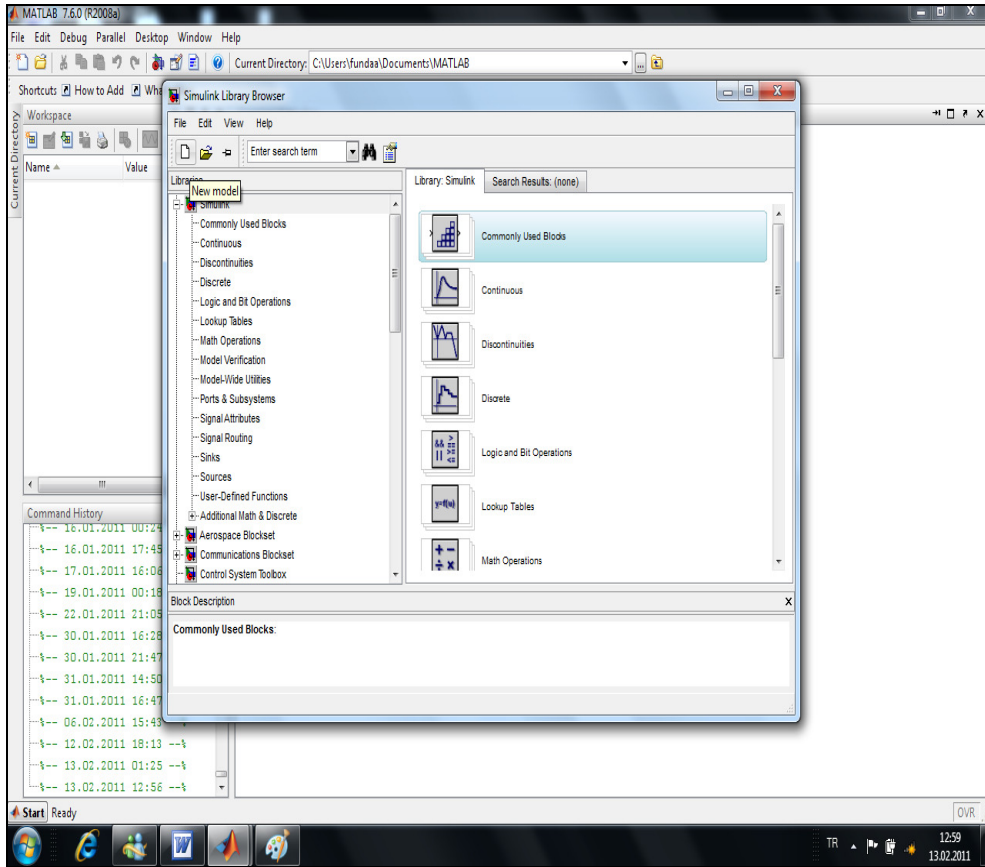 MATLAB 7.6.0 (R2008a)
File Edit Debug Parallel Desktop Window Help
Current Directory: C:\Users\fundaa\Documents\MATLAB
Shortcuts How to Add Wha
Current Directory
Workspace
Name Value
Command History
%-- 16.01.2011 00:24
%-- 16.01.2011 17:45
%-- 17.01.2011 16:06
%-- 19.01.2011 00:18
%-- 22.01.2011 21:05
%-- 30.01.2011 16:28
%-- 30.01.2011 21:47
%-- 31.01.2011 14:50
%-- 31.01.2011 16:47
%-- 06.02.2011 15:43 --%
%-- 12.02.2011 18:13 --%
%-- 13.02.2011 01:25 --%
%-- 13.02.2011 12:56 --%
Simulink Library Browser
File Edit View Help
Enter search term
Libraries
New model
Simulink
Commonly Used Blocks
Continuous
Discontinuities
Discrete
Logic and Bit Operations
Lookup Tables
Math Operations
Model Verification
Model-Wide Utilities
Ports & Subsystems
Signal Attributes
Signal Routing
Sinks
Sources
User-Defined Functions
Additional Math & Discrete
Aerospace Blockset
Communications Blockset
Control System Toolbox
Library: Simulink Search Results: (none)
Commonly Used Blocks
Continuous
Discontinuities
Discrete
Logic and Bit Operations
y=f(u)
Lookup Tables
Math Operations
Block Description
Commonly Used Blocks:
Start Ready
OVR
TR
12:59
13.02.2011